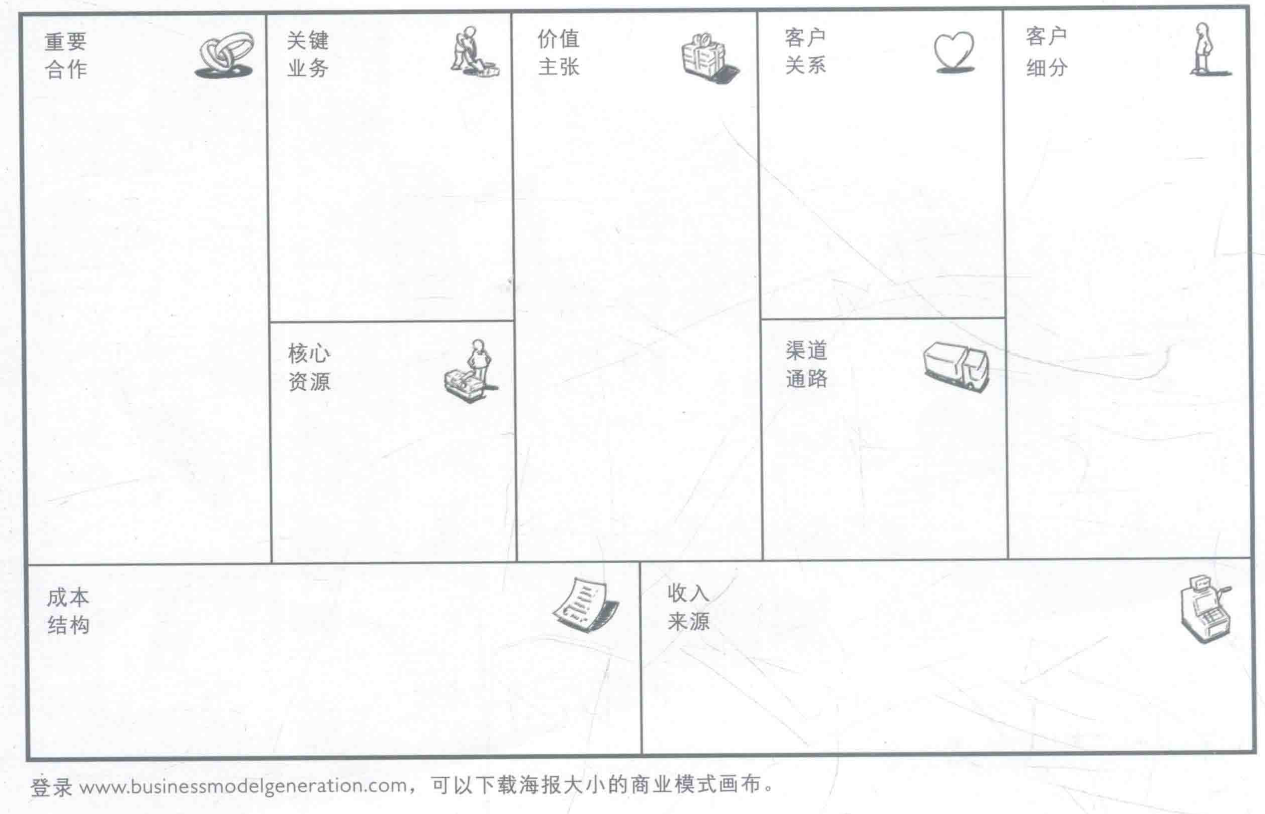 重要
合作
关键
业务
价值
主张
客户
关系
客户
细分
核心
资源
渠道
通路
成本
结构
收入
来源
登录 www.businessmodelgeneration.com，可以下载海报大小的商业模式画布。